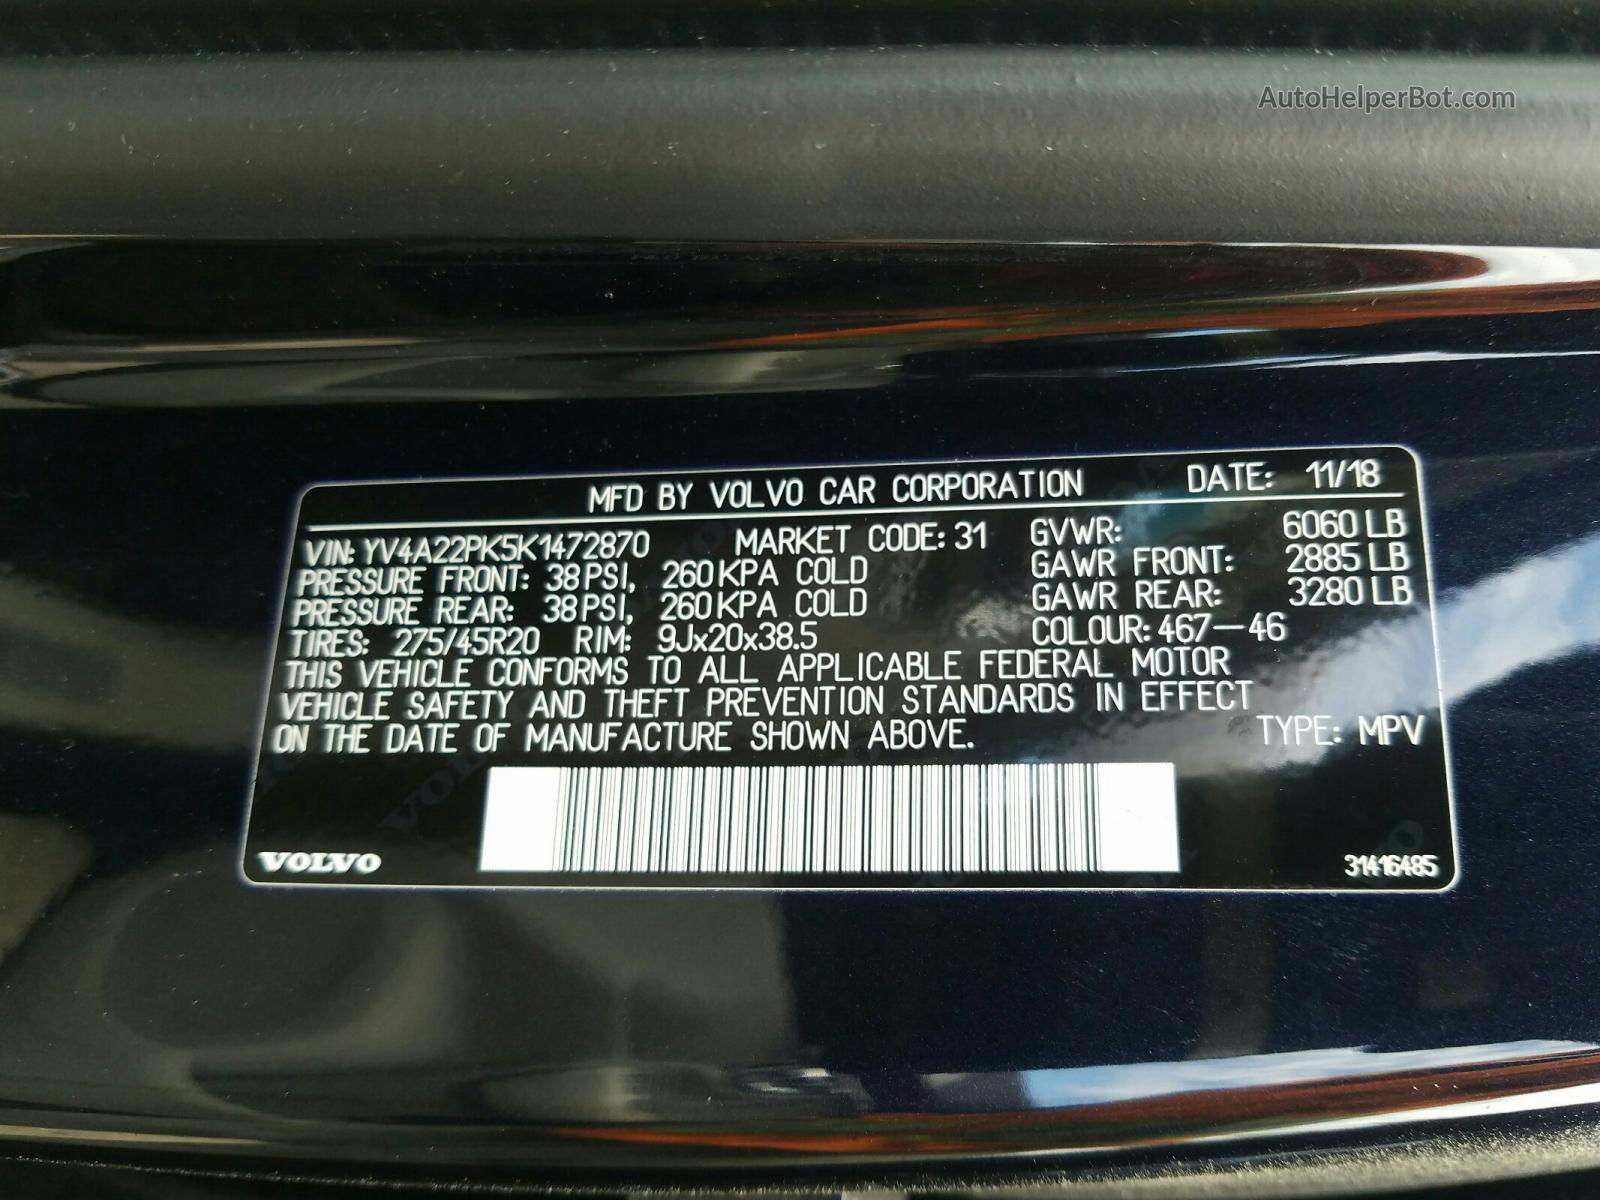 AutoHelperBot.com
MFD BY VOLVO CAR CORPORATION DATE: 11/18
VIN: YV4A22PK5K1472870 MARKET CODE: 31 GVWR: 6060 LB
PRESSURE FRONT: 38 PSI, 260 KPA COLD GAWR FRONT: 2885 LB
PRESSURE REAR: 38 PSI, 260 KPA COLD GAWR REAR: 3280 LB
TIRES: 275/45R20 RIM: 9Jx20x38.5 COLOUR: 467-46
THIS VEHICLE CONFORMS TO ALL APPLICABLE FEDERAL MOTOR
VEHICLE SAFETY AND THEFT PREVENTION STANDARDS IN EFFECT
ON THE DATE OF MANUFACTURE SHOWN ABOVE. TYPE: MPV
VOLVO 31416485